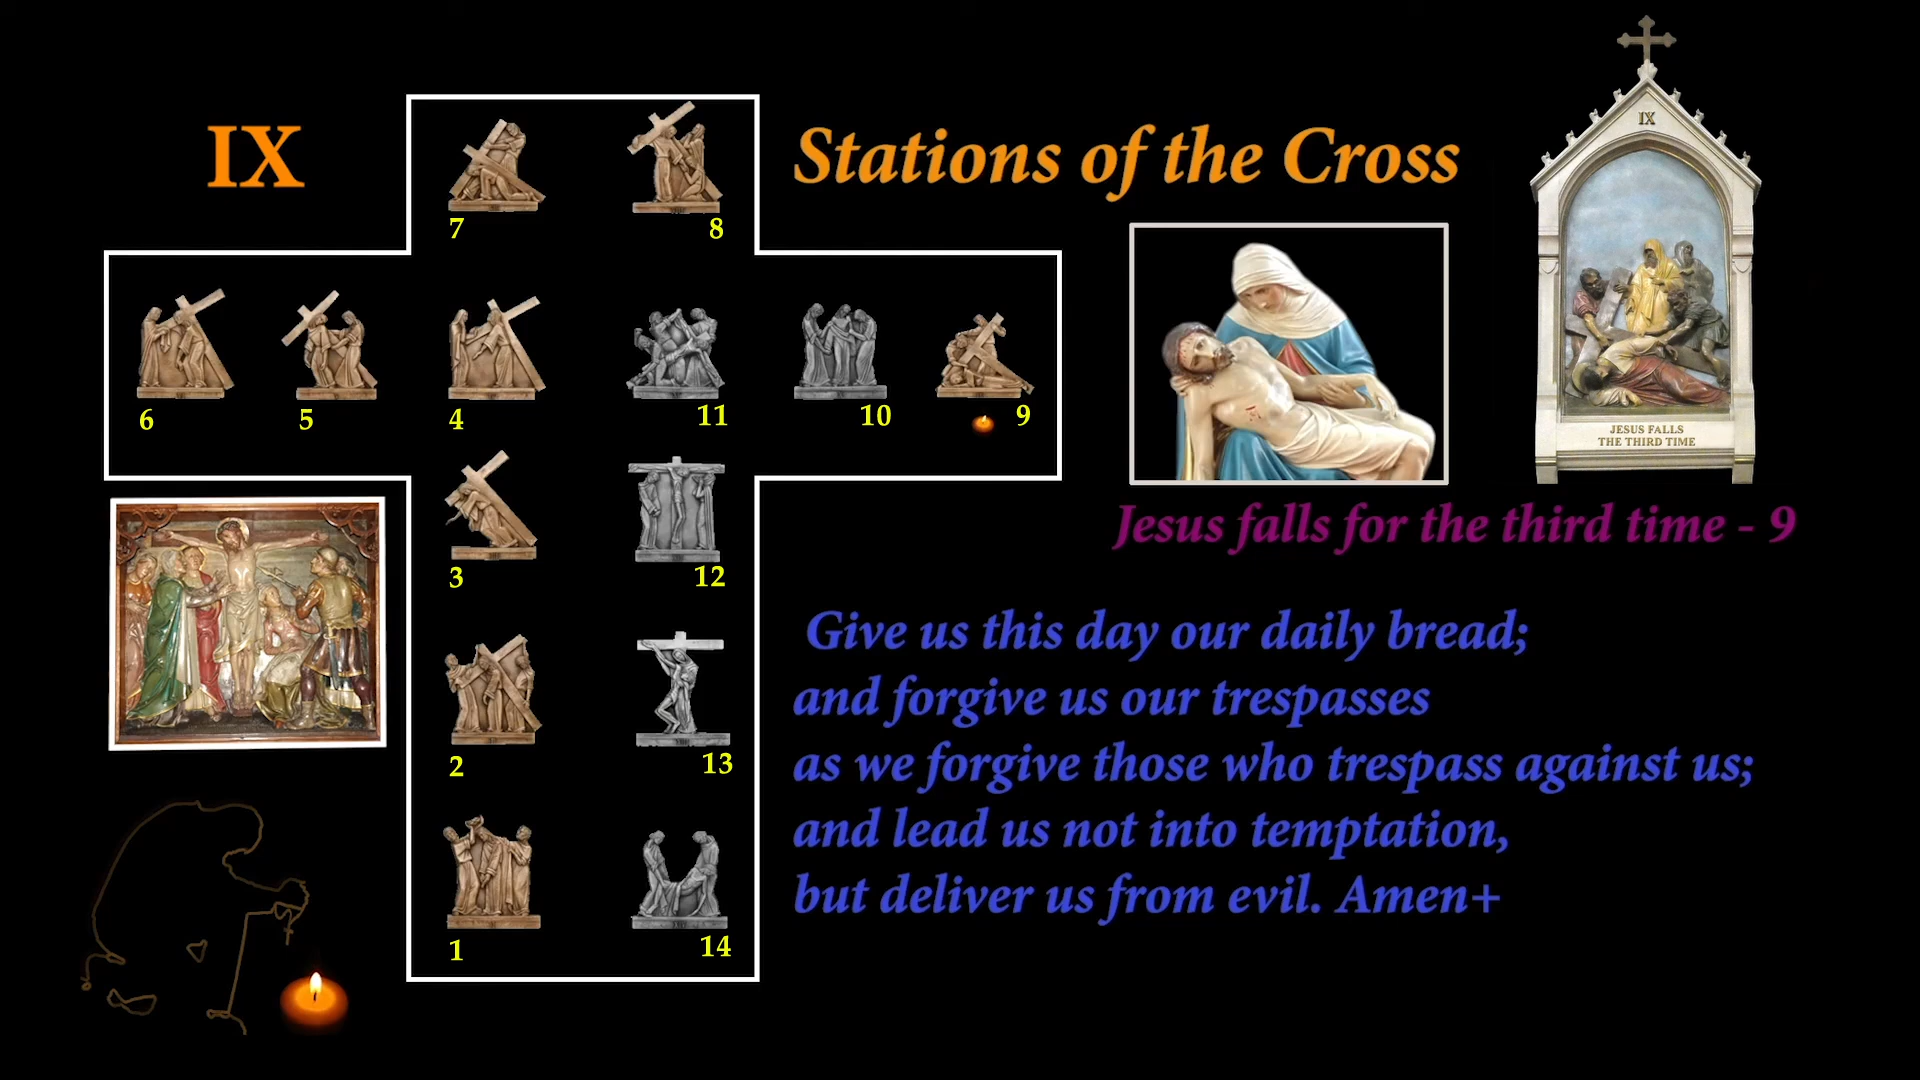 IX
Stations of the Cross
IX
7
8
6
5
4
11
10
9
JESUS FALLS
THE THIRD TIME
Jesus falls for the third time - 9
3
12
2
13
1
14
Give us this day our daily bread;
and forgive us our trespasses
as we forgive those who trespass against us;
and lead us not into temptation,
but deliver us from evil. Amen+